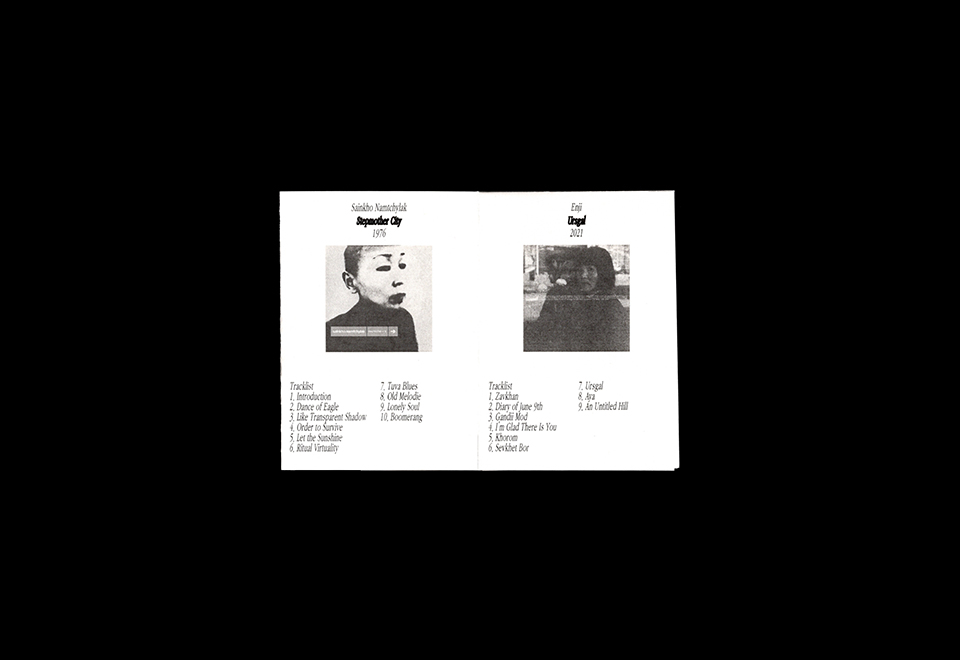 Sainkho Namtchylak
Stepmother City
1976
Tracklist
1, Introduction
2, Dance of Eagle
3, Like Transparent Shadow
4, Order to Survive
5, Let the Sunshine
6, Ritual Virtuality
7, Tuva Blues
8, Old Melodie
9, Lonely Soul
10, Boomerang
Enji
Ursgal
2021
Tracklist
1, Zavkhan
2, Diary of June 9th
3, Gandii Mod
4, I'm Glad There Is You
5, Khorom
6, Sevkhet Bor
7, Ursgal
8, Aya
9, An Untitled Hill